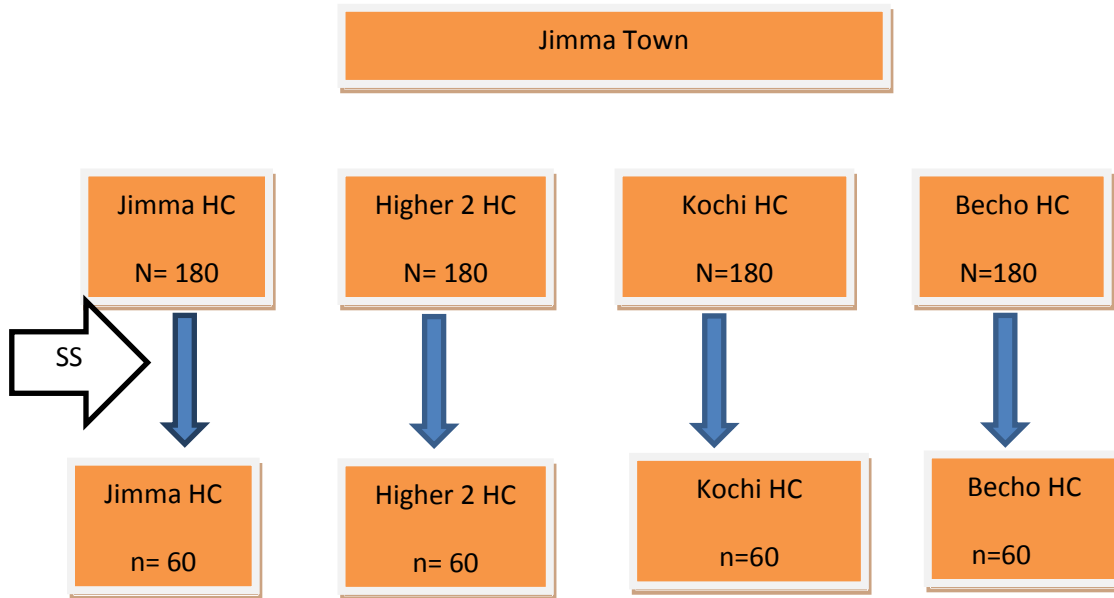 Jimma Town
Jimma HC
N= 180
Higher 2 HC
N= 180
Kochi HC
N=180
Becho HC
N=180
SS
Jimma HC
n= 60
Higher 2 HC
n= 60
Kochi HC
n=60
Becho HC
n=60